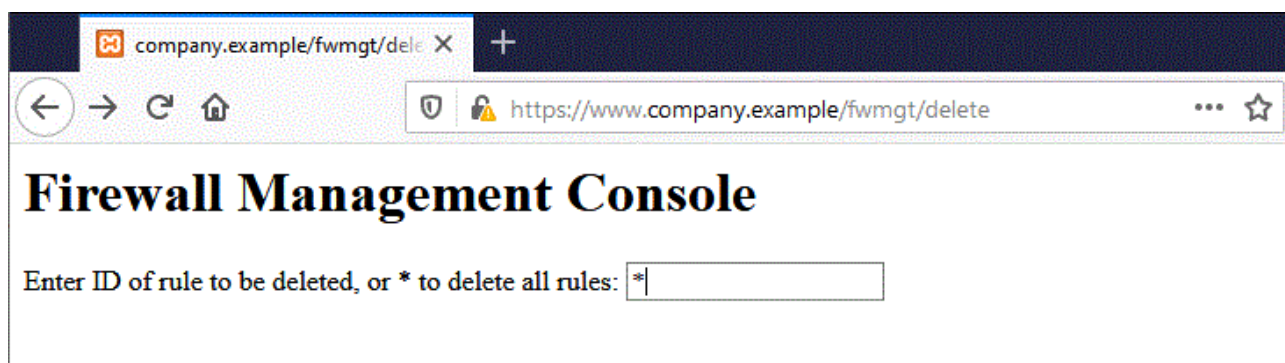 company.example/fwmgt/dele
https://www.company.example/fwmgt/delete
Firewall Management Console
Enter ID of rule to be deleted, or * to delete all rules: *